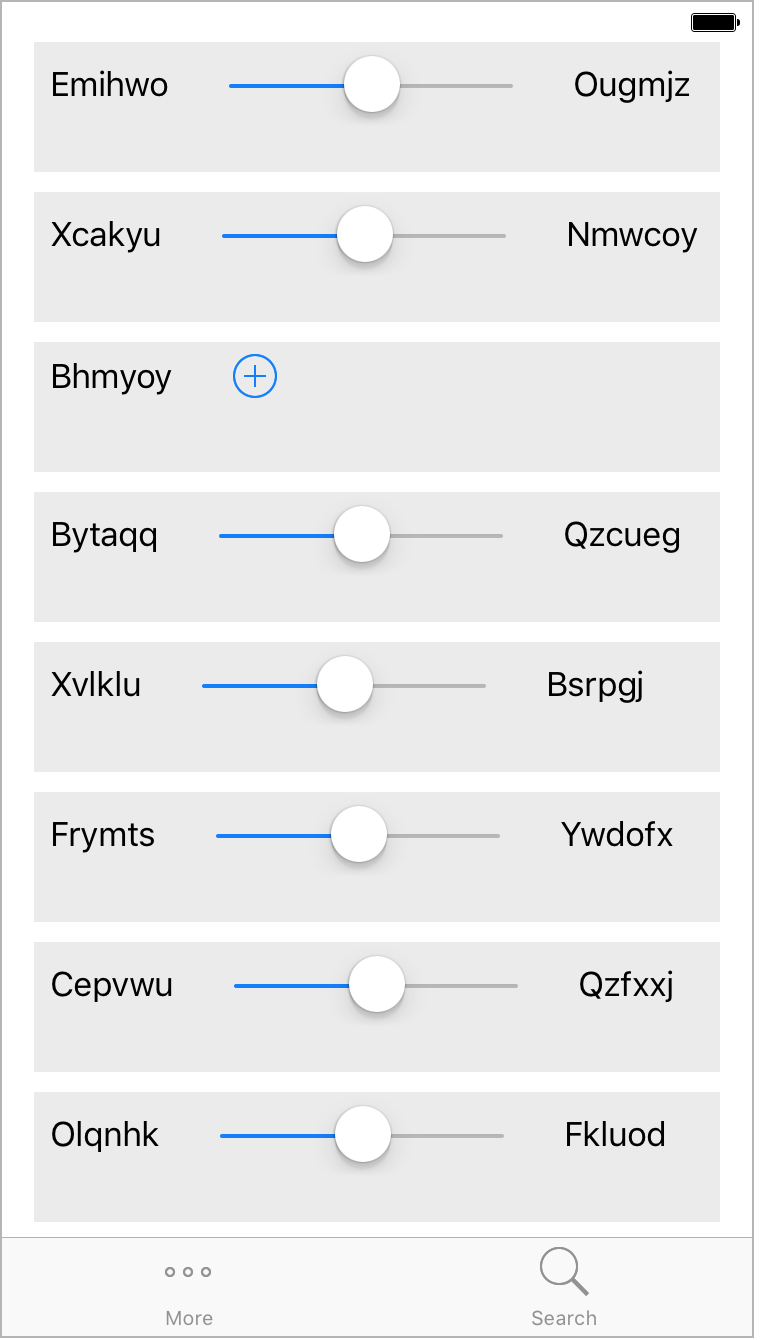 Emihwo Ougmjz
Xcakyu Nmwcoy
Bhmyoy
Bytaqq Qzcueg
Xvlklu Bsrpgj
Frymts Ywdofx
Cepvwu Qzfxxj
Olqnhk Fkluod
More Search